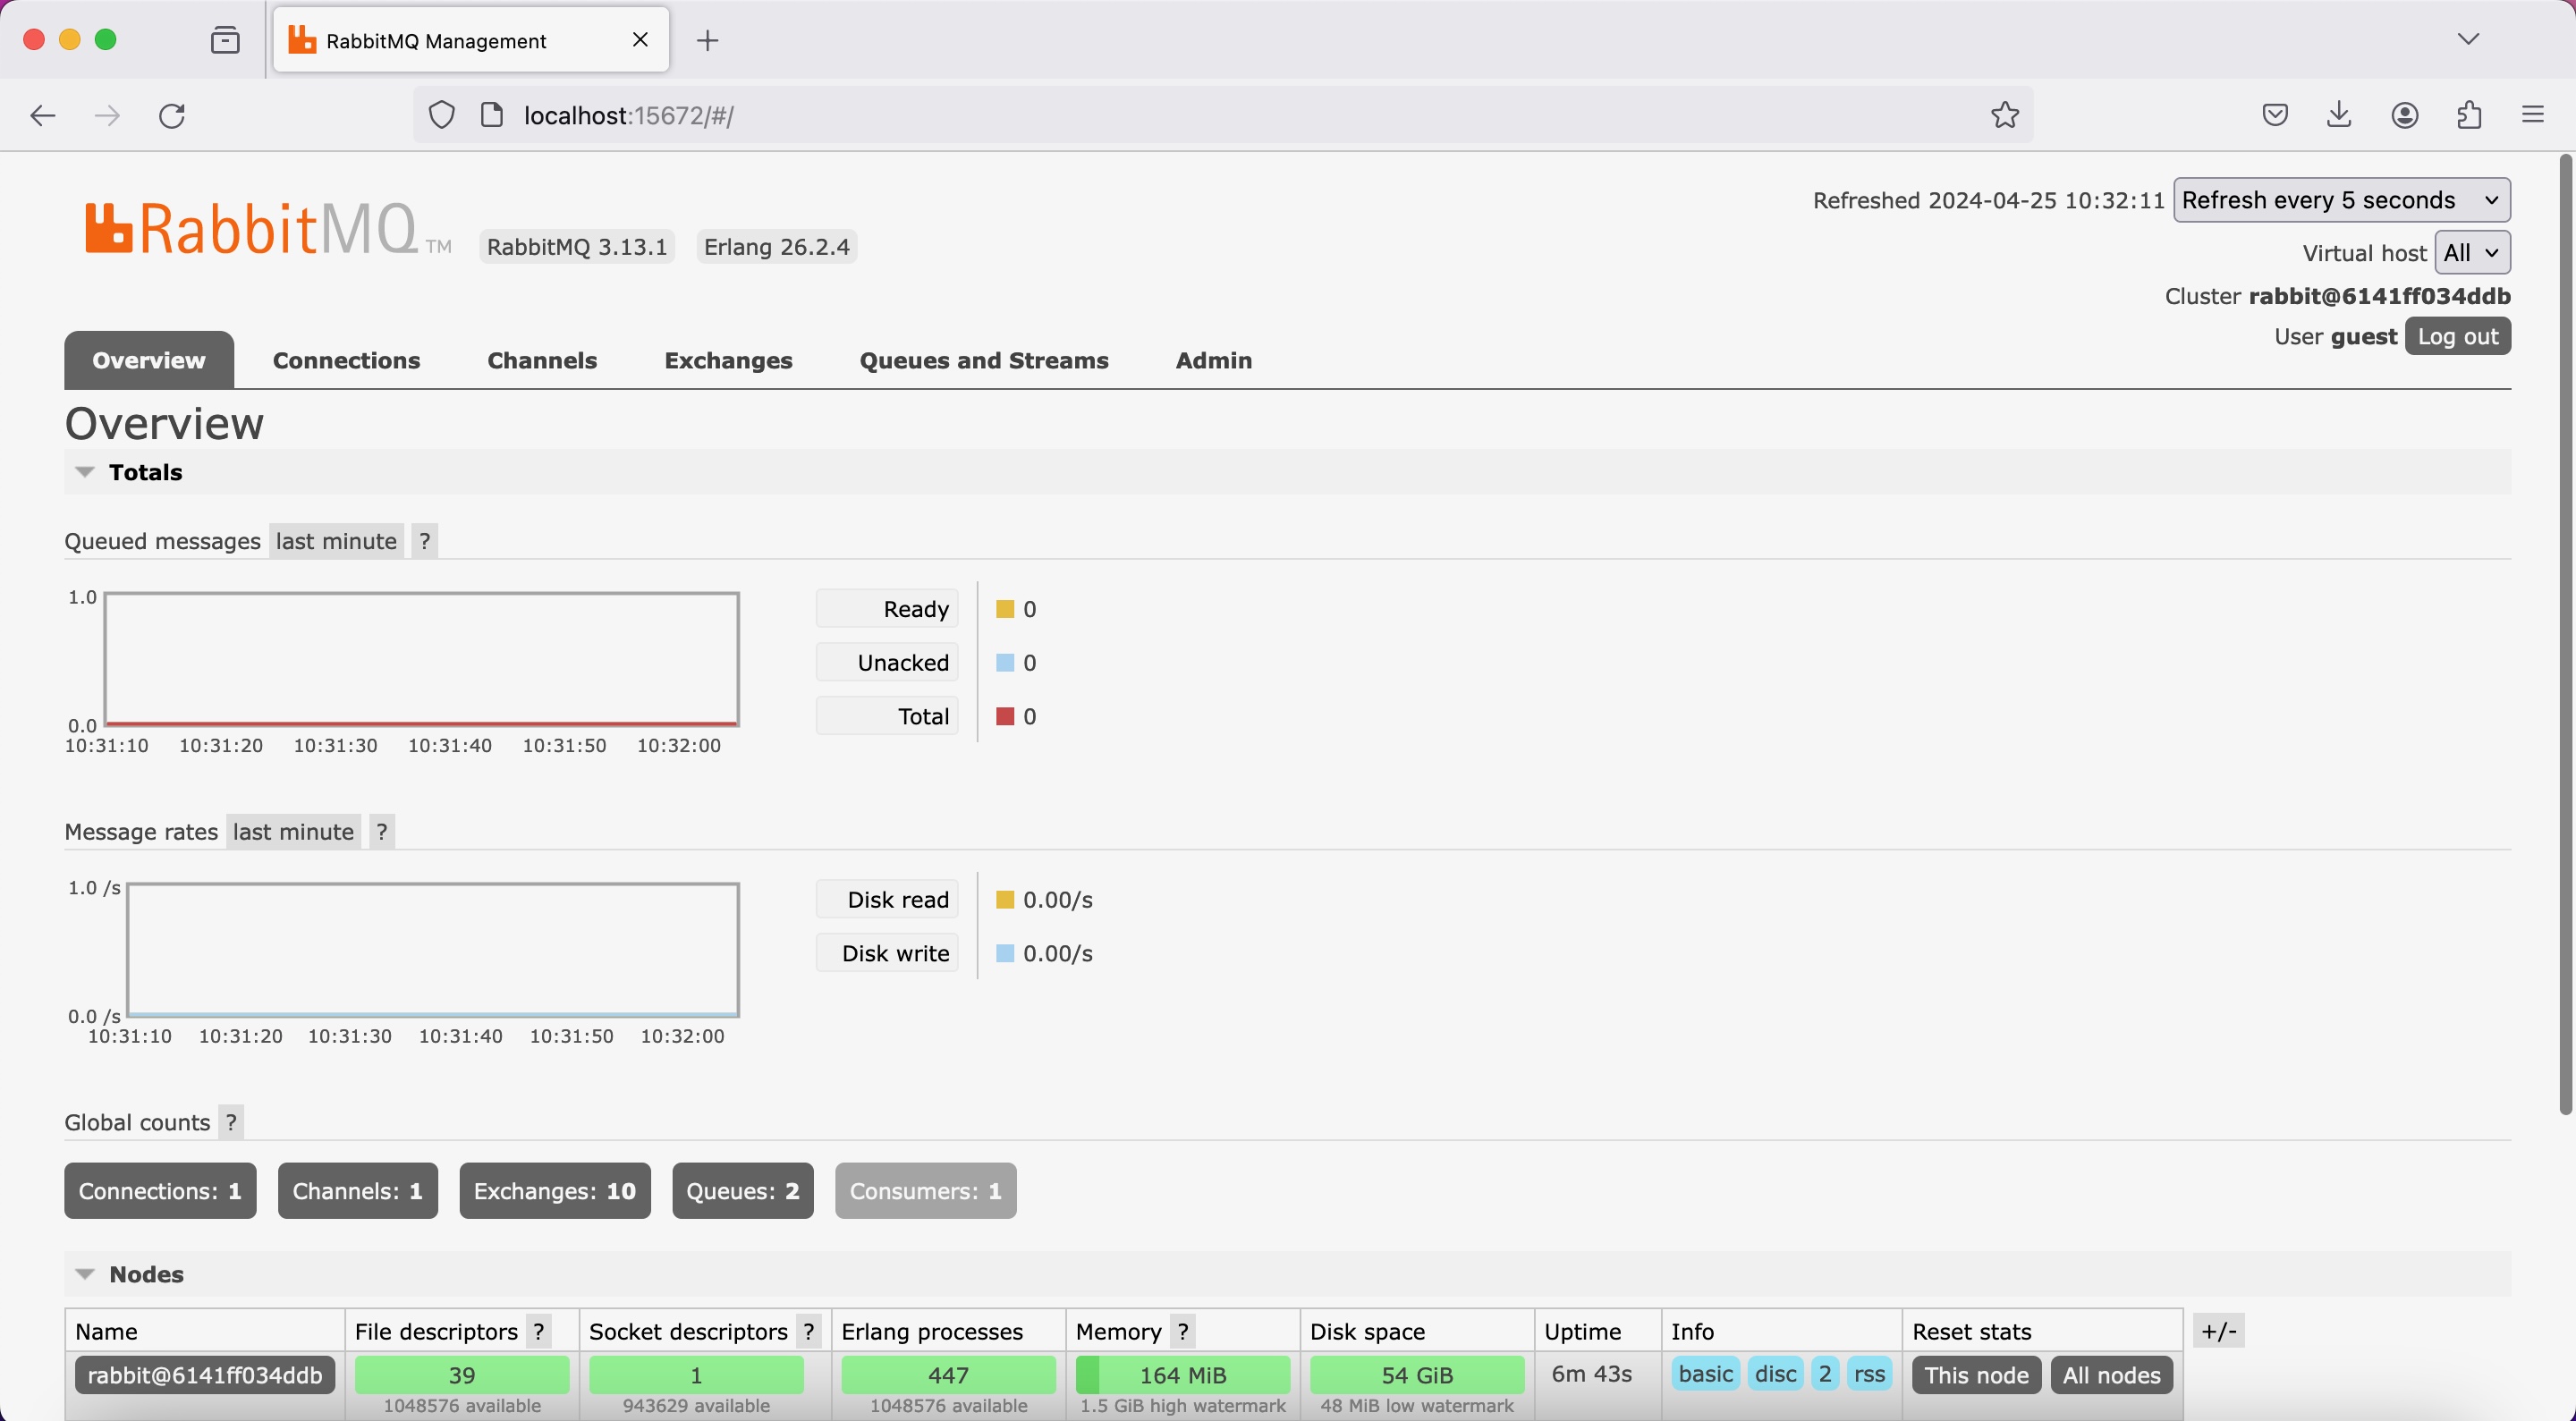 RabbitMQ Management
localhost:15672/#/
RabbitMQ TM RabbitMQ 3.13.1 Erlang 26.2.4
Refreshed 2024-04-25 10:32:11 Refresh every 5 seconds
Virtual host All
Cluster rabbit@6141ff034ddb
User guest Log out
Overview Connections Channels Exchanges Queues and Streams Admin
Overview
Totals
Queued messages last minute ?
1.0
0.0
10:31:10 10:31:20 10:31:30 10:31:40 10:31:50 10:32:00
Ready 0
Unacked 0
Total 0
Message rates last minute ?
1.0 /s
0.0 /s
10:31:10 10:31:20 10:31:30 10:31:40 10:31:50 10:32:00
Disk read 0.00/s
Disk write 0.00/s
Global counts ?
Connections: 1 Channels: 1 Exchanges: 10 Queues: 2 Consumers: 1
Nodes
Name File descriptors ? Socket descriptors ? Erlang processes Memory ? Disk space Uptime Info Reset stats +/-
rabbit@6141ff034ddb 39 1 447 164 MiB 54 GiB 6m 43s basic disc 2 rss This node All nodes
1048576 available 943629 available 1048576 available 1.5 GiB high watermark 48 MiB low watermark